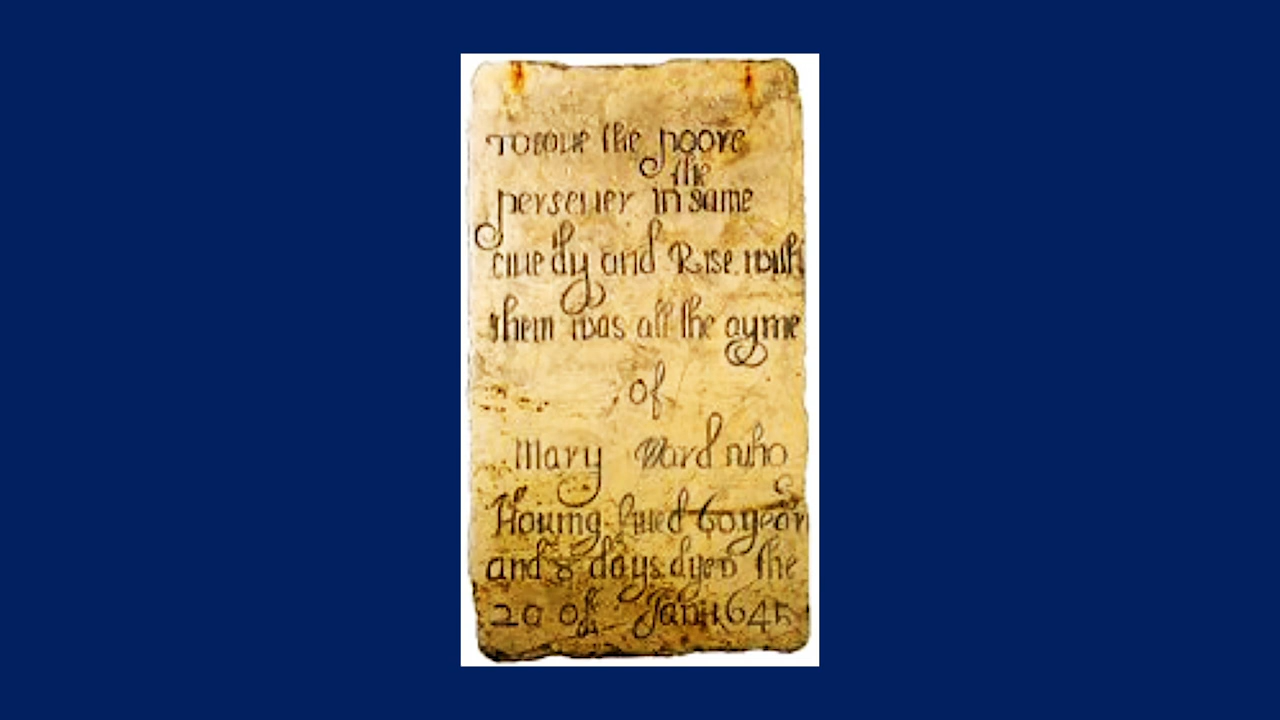 To loue the poore
the
perseuer in same
liue dy and Rise with
them was all the ayme
of
Mary Ward who
Hauing liued 60 years
and 8 days dyed the
20 of Jan 1645